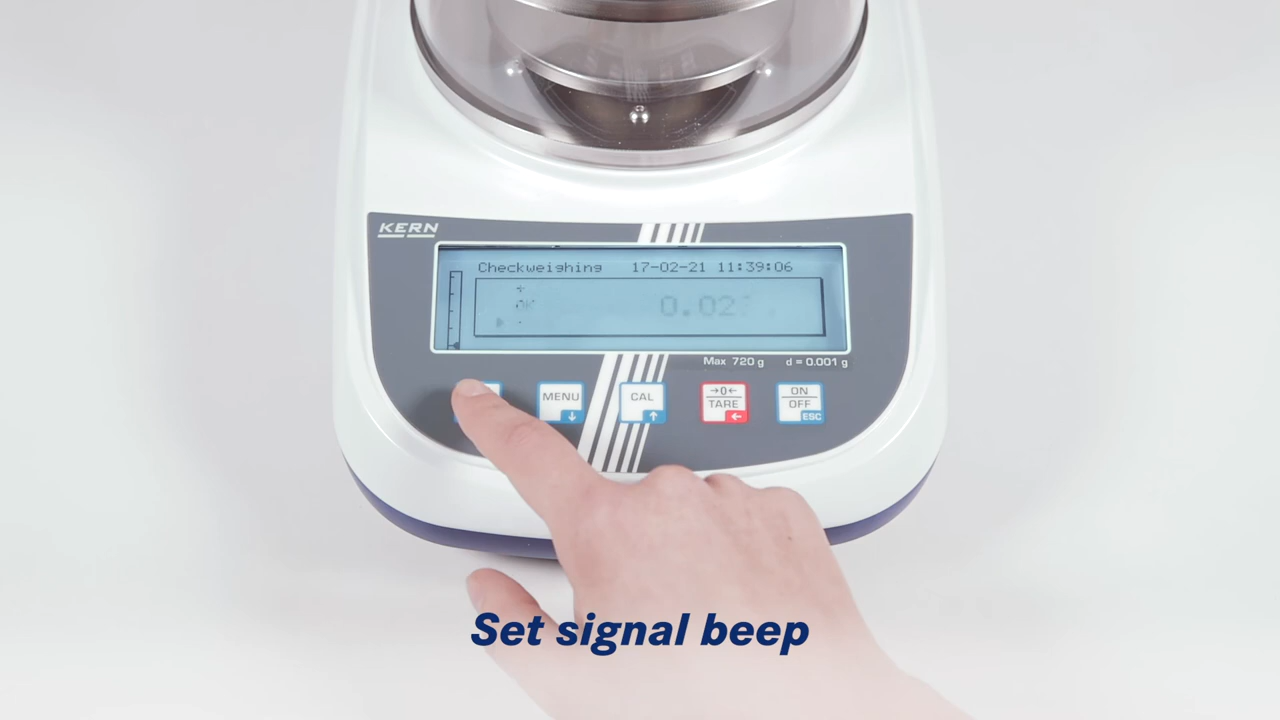 KERN
Checkweighing 17-02-21 11:39:06
+
OK 0.02
-
Max 720 g d = 0.001 g
MENU
CAL
→0←
TARE
ON
OFF
ESC
Set signal beep